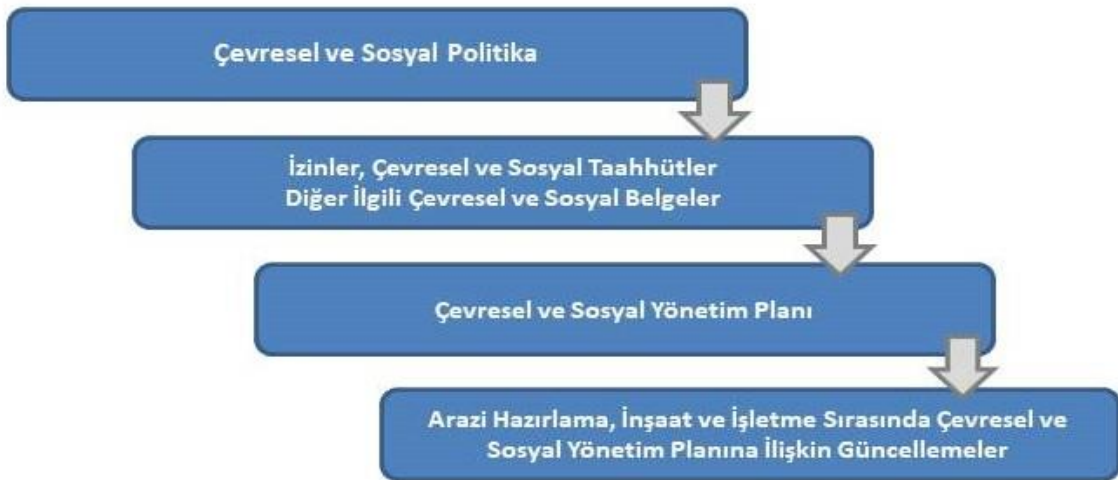 Çevresel ve Sosyal Politika
İzinler, Çevresel ve Sosyal Taahhütler
Diğer İlgili Çevresel ve Sosyal Belgeler
Çevresel ve Sosyal Yönetim Planı
Arazi Hazırlama, İnşaat ve İşletme Sırasında Çevresel ve
Sosyal Yönetim Planına İlişkin Güncellemeler